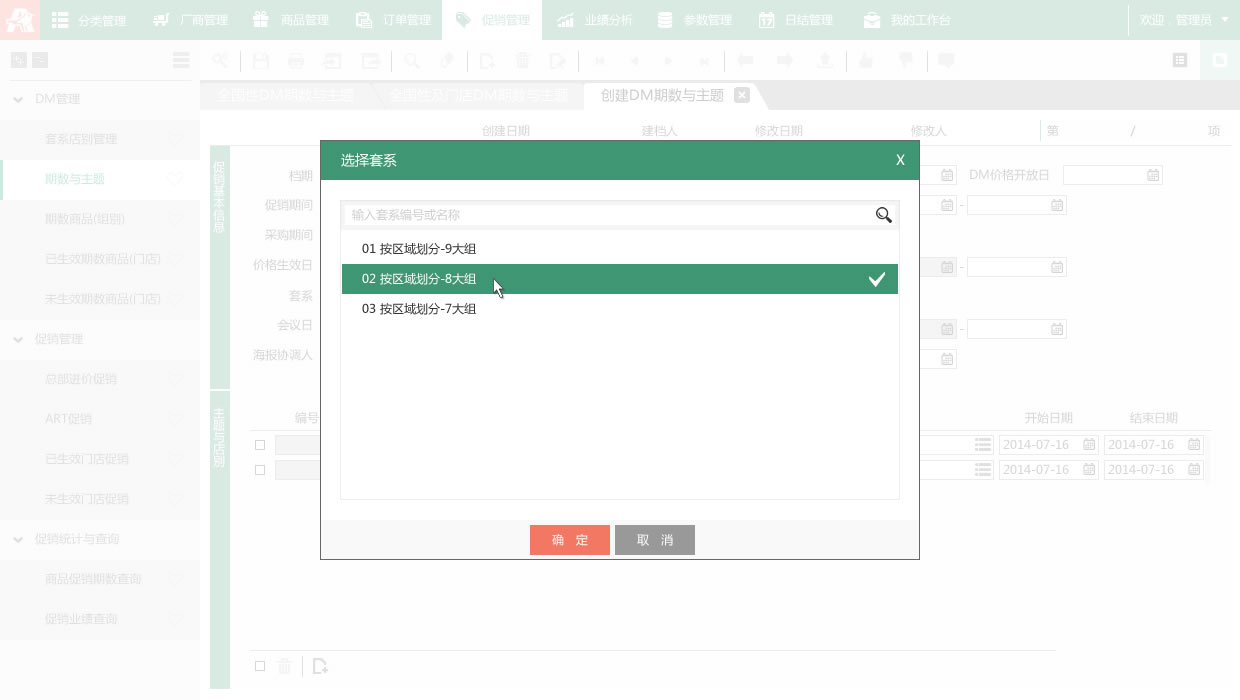 分类管理 厂商管理 商品管理 订单管理 促销管理 业绩分析 参数管理 日结管理 我的工作台 欢迎，管理员
全国性DM期数与主题 全国性及门店DM期数与主题 创建DM期数与主题
创建日期 建档人 修改日期 修改人 第 / 项
DM管理
套系店别管理
期数与主题
期数商品(组别)
已生效期数商品(门店)
未生效期数商品(门店)
促销管理
总部进价促销
ART促销
已生效门店促销
未生效门店促销
促销统计与查询
商品促销期数查询
促销业绩查询
促销基本信息
档期
促销期间
采购期间
价格生效日
套系
会议日
海报协调人
DM价格开放日
-
-
-
主题与店别
编号 开始日期 结束日期
2014-07-16 2014-07-16
2014-07-16 2014-07-16
选择套系 X
输入套系编号或名称
01 按区域划分-9大组
02 按区域划分-8大组
03 按区域划分-7大组
确 定 取 消